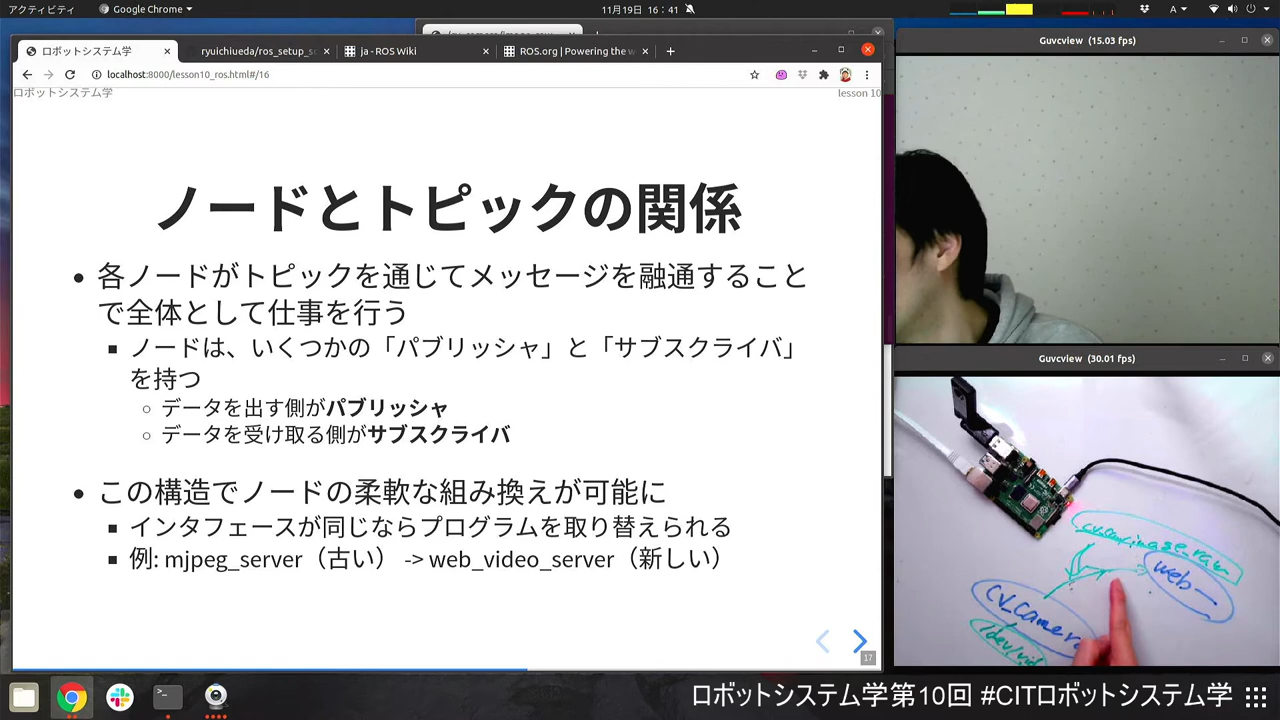 アクティビティ
Google Chrome
11月19日 16:41
A
ロボットシステム学
ryuichiueda/ros_setup_sc
ja - ROS Wiki
ROS.org | Powering the w
localhost:8000/lesson10_ros.html#/16
ロボットシステム学
lesson 10
ノードとトピックの関係
各ノードがトピックを通じてメッセージを融通すること
で全体として仕事を行う
ノードは、いくつかの「パブリッシャ」と「サブスクライバ」
を持つ
データを出す側がパブリッシャ
データを受け取る側がサブスクライバ
この構造でノードの柔軟な組み換えが可能に
インタフェースが同じならプログラムを取り替えられる
例: mjpeg_server（古い） -> web_video_server（新しい）
17
Guvcview (15.03 fps)
Guvcview (30.01 fps)
web
cv_camera
/dev/vid
ロボットシステム学第10回 #CITロボットシステム学